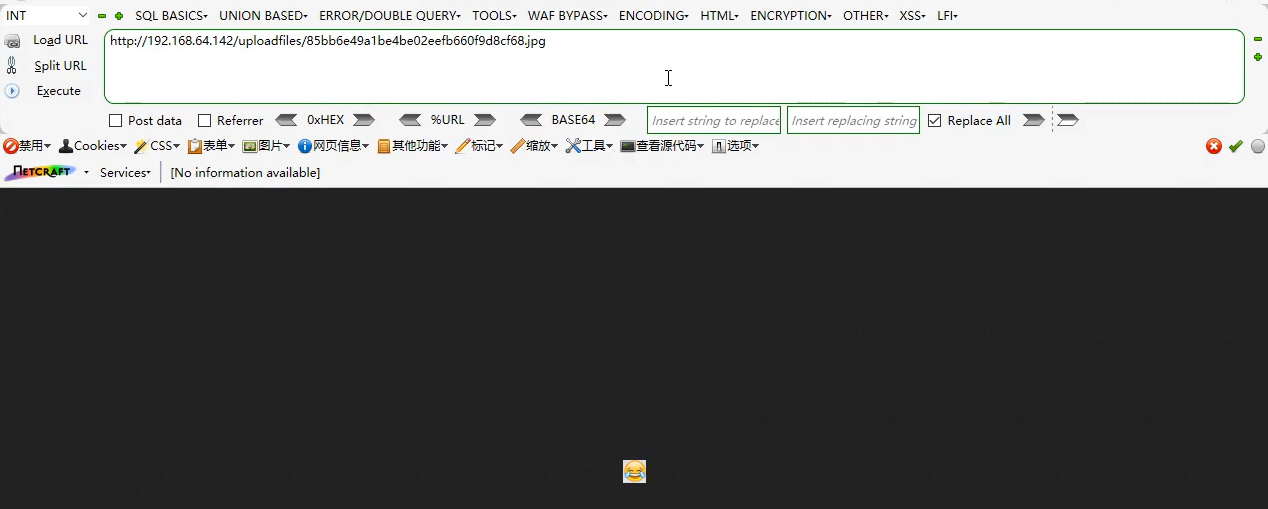 INT SQL BASICS UNION BASED ERROR/DOUBLE QUERY TOOLS WAF BYPASS ENCODING HTML ENCRYPTION OTHER XSS LFI
Load URL http://192.168.64.142/uploadfiles/85bb6e49a1be4be02eefb660f9d8cf68.jpg
Split URL
Execute
Post data Referrer 0xHEX %URL BASE64 Insert string to replace Insert replacing string Replace All
禁用 Cookies CSS 表单 图片 网页信息 其他功能 标记 缩放 工具 查看源代码 选项
NETCRAFT Services [No information available]